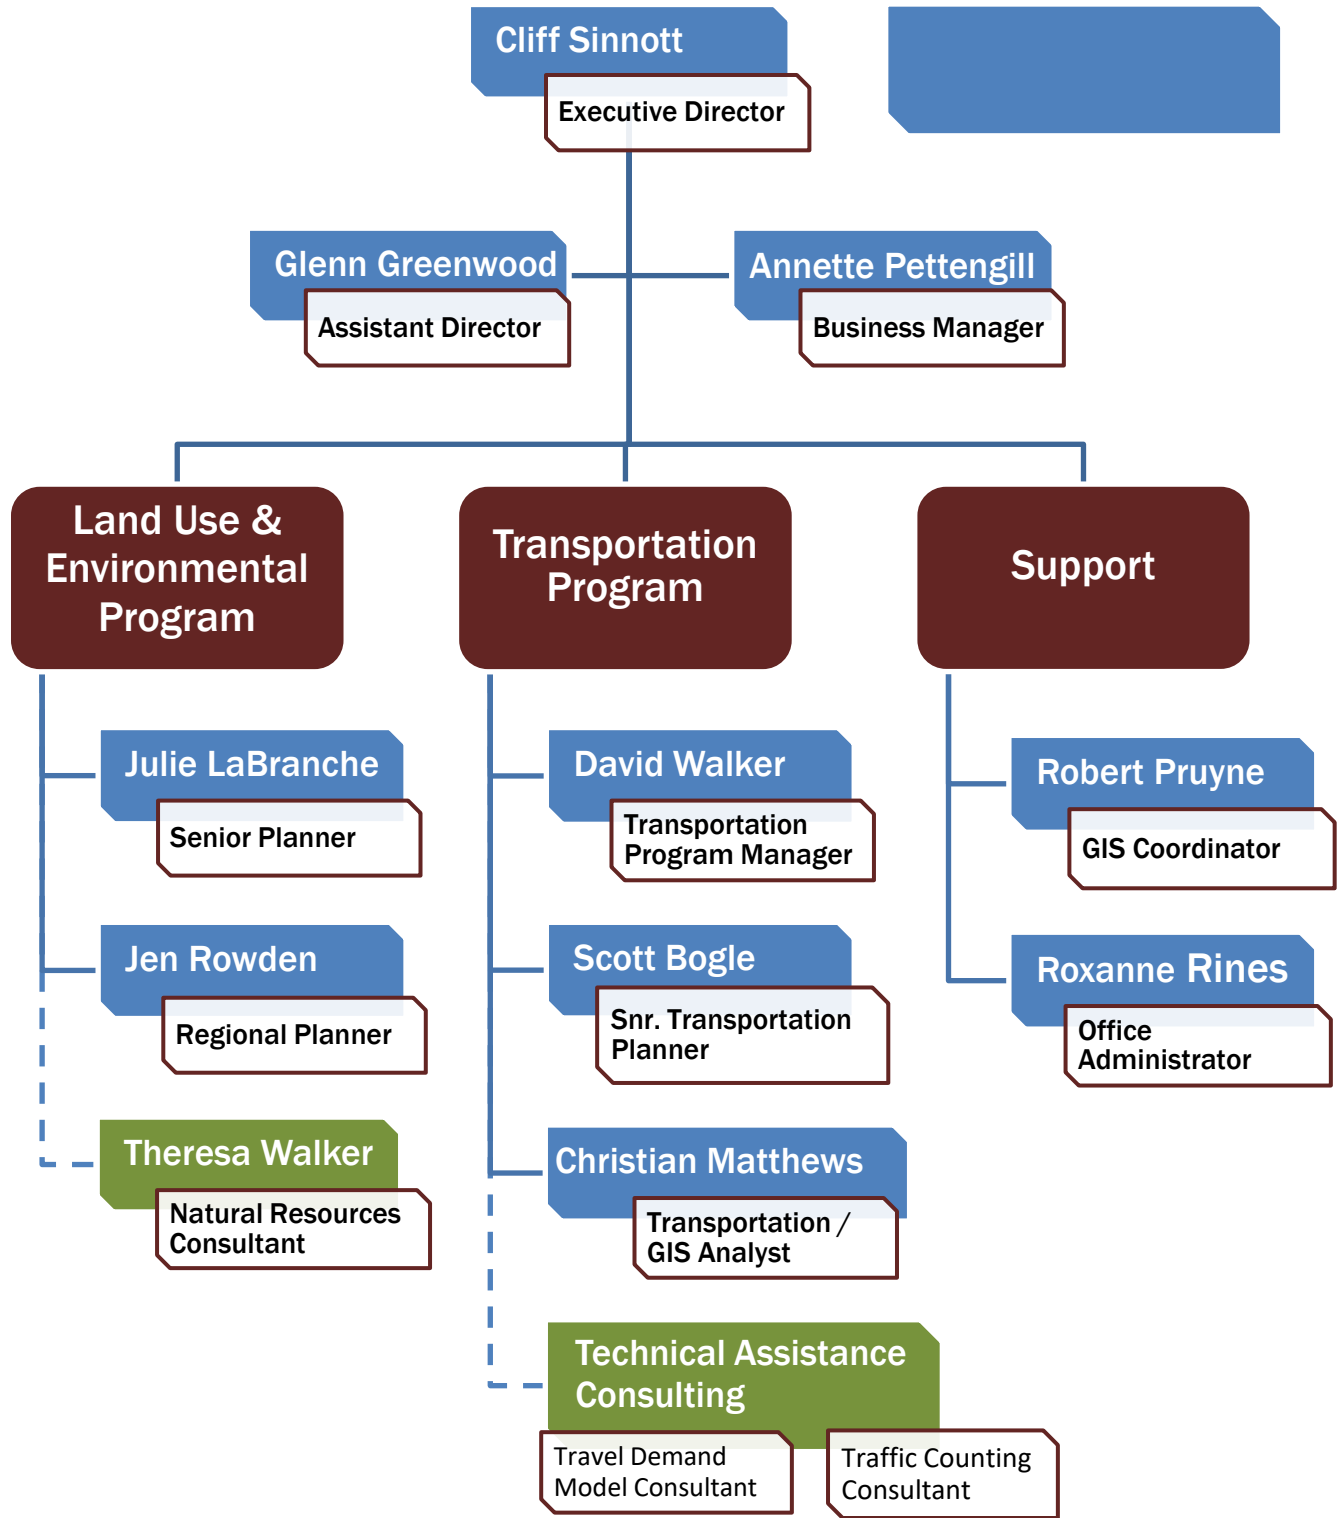 Cliff Sinnott
Executive Director
Glenn Greenwood
Assistant Director
Annette Pettengill
Business Manager
Land Use &
Environmental
Program
Julie LaBranche
Senior Planner
Jen Rowden
Regional Planner
Theresa Walker
Natural Resources
Consultant
Transportation
Program
David Walker
Transportation
Program Manager
Scott Bogle
Snr. Transportation
Planner
Christian Matthews
Transportation /
GIS Analyst
Technical Assistance
Consulting
Travel Demand
Model Consultant
Traffic Counting
Consultant
Support
Robert Pruyne
GIS Coordinator
Roxanne Rines
Office
Administrator